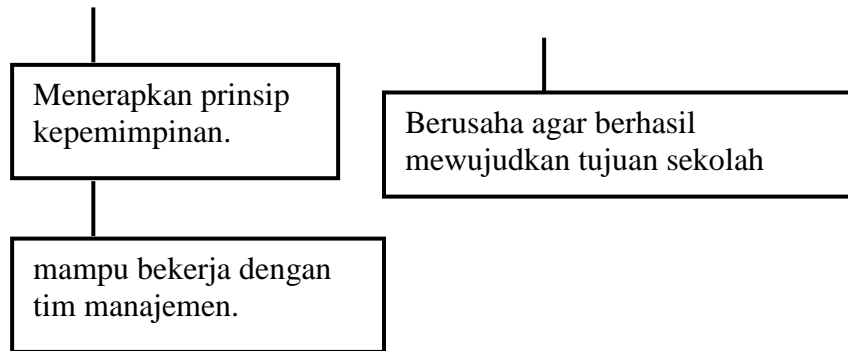 Menerapkan prinsip
kepemimpinan.
Berusaha agar berhasil
mewujudkan tujuan sekolah
mampu bekerja dengan
tim manajemen.